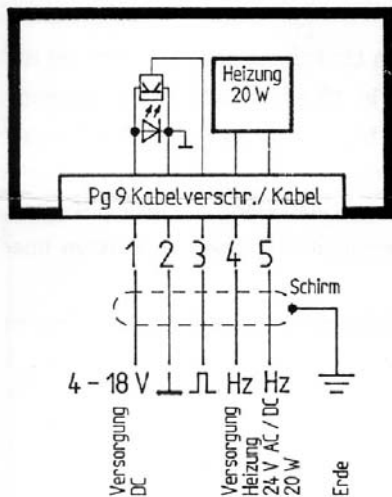 Heizung
20 W
Pg 9 Kabelverschr./ Kabel
1 2 3 4 5
Schirm
4 – 18 V Hz Hz
Versorgung
DC
Versorgung
Heizung
24 V AC / DC
20 W
Erde